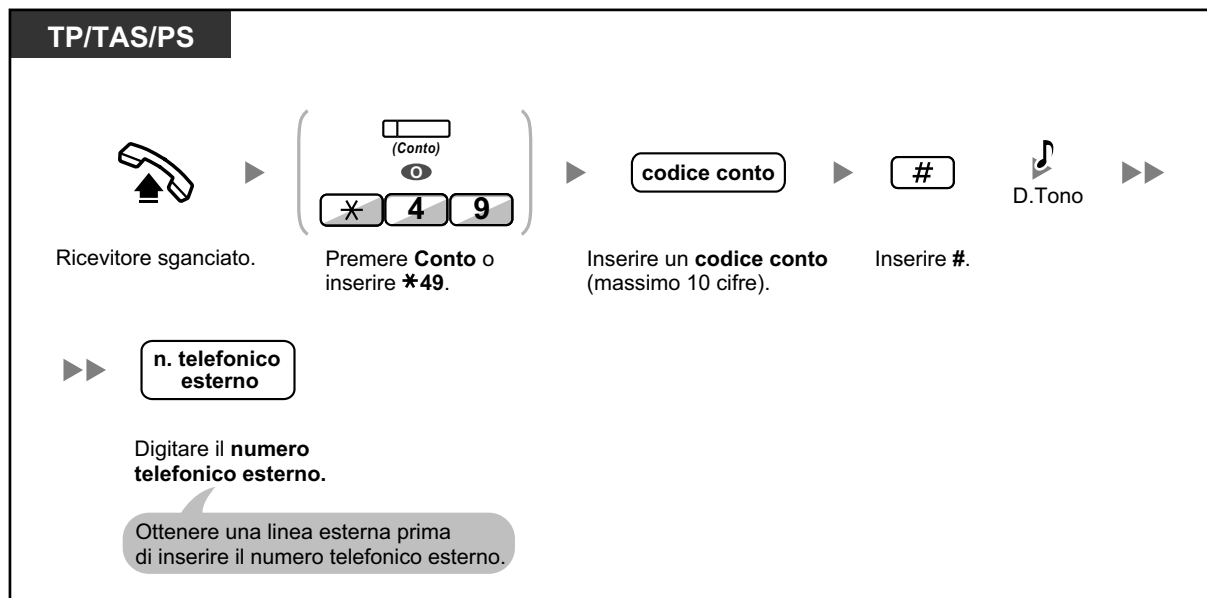 TP/TAS/PS
(Conto)
O
* 4 9
codice conto
#
D.Tono
Ricevitore sganciato.
Premere Conto o
inserire *49.
Inserire un codice conto
(massimo 10 cifre).
Inserire #.
n. telefonico
esterno
Digitare il numero
telefonico esterno.
Ottenere una linea esterna prima
di inserire il numero telefonico esterno.